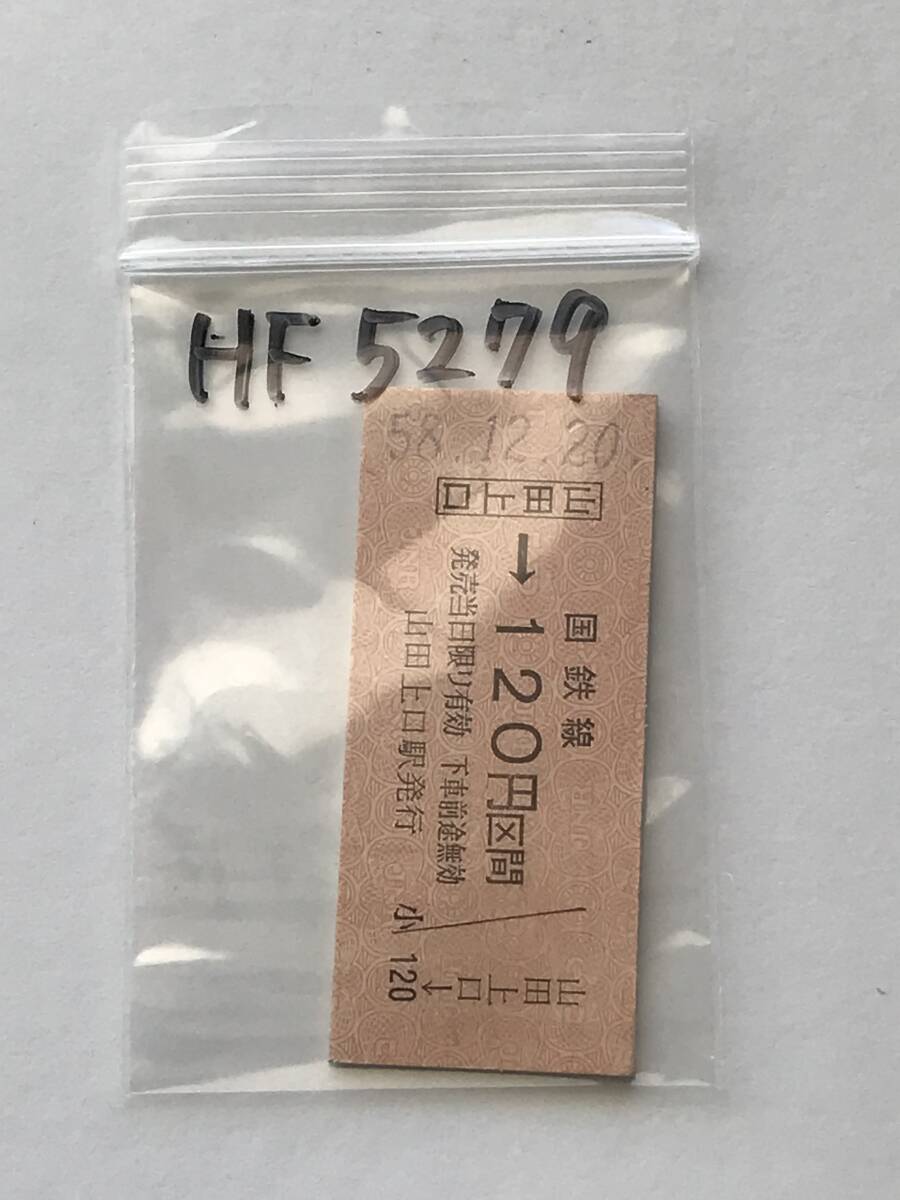 HF 5279
58.12.20
国鉄線
山田上口→120円区間
発売当日限り有効 下車前途無効
山田上口駅発行
山田
上口
↓
小 120